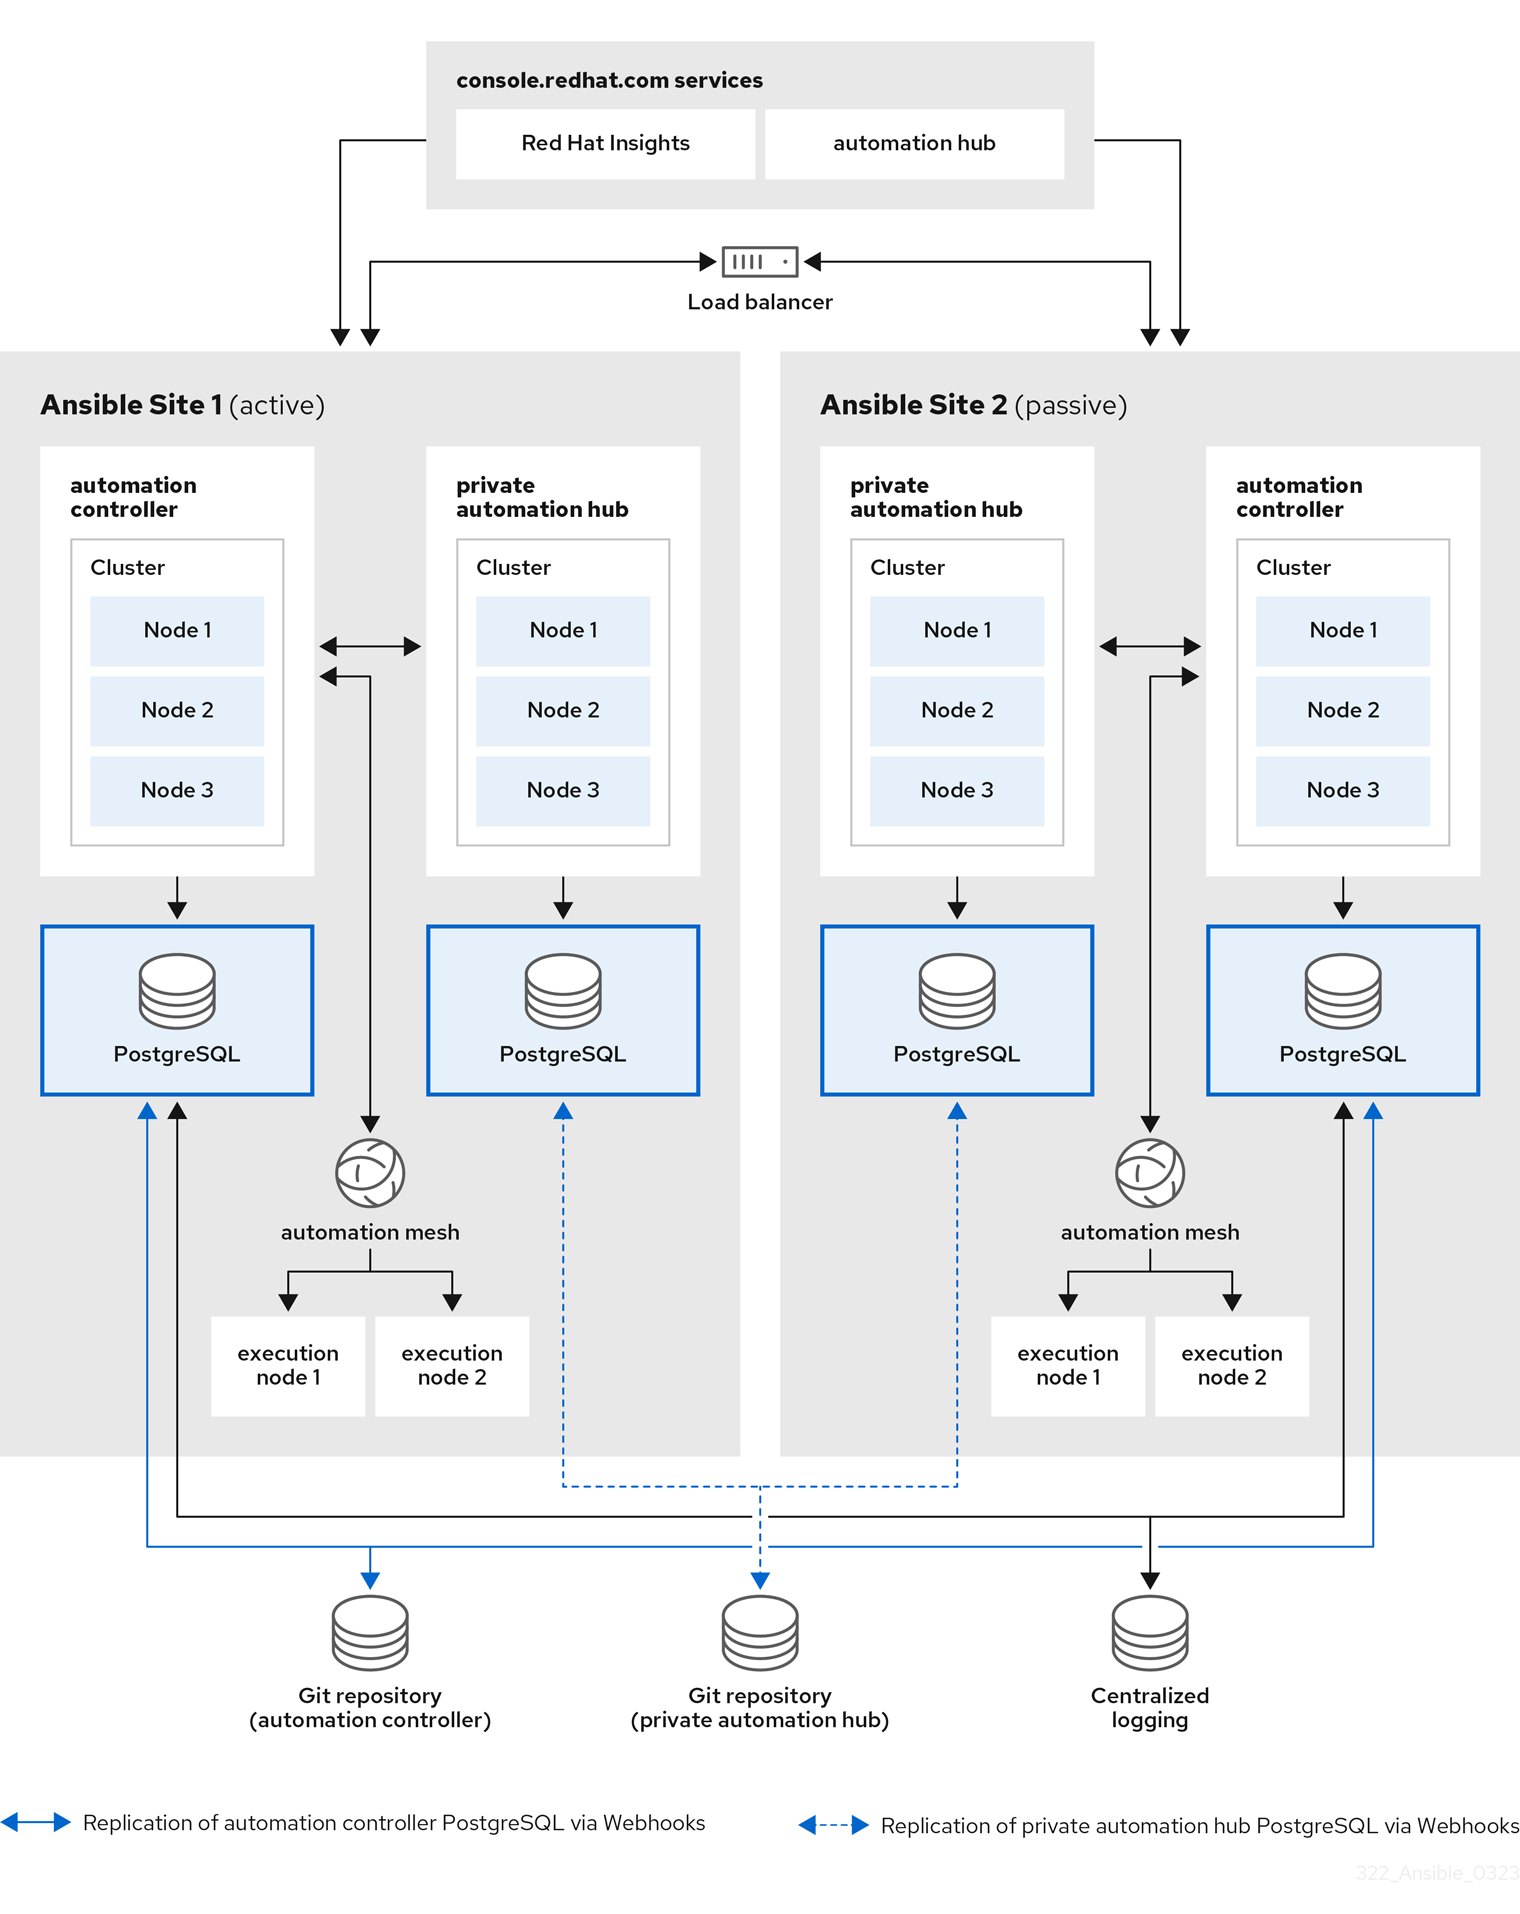 console.redhat.com services
Red Hat Insights
automation hub
Load balancer
Ansible Site 1 (active)
automation
controller
Cluster
Node 1
Node 2
Node 3
PostgreSQL
private
automation hub
Cluster
Node 1
Node 2
Node 3
PostgreSQL
automation mesh
execution
node 1
execution
node 2
Ansible Site 2 (passive)
private
automation hub
Cluster
Node 1
Node 2
Node 3
PostgreSQL
automation
controller
Cluster
Node 1
Node 2
Node 3
PostgreSQL
automation mesh
execution
node 1
execution
node 2
Git repository
(automation controller)
Git repository
(private automation hub)
Centralized
logging
Replication of automation controller PostgreSQL via Webhooks
Replication of private automation hub PostgreSQL via Webhooks
322_Ansible_0323